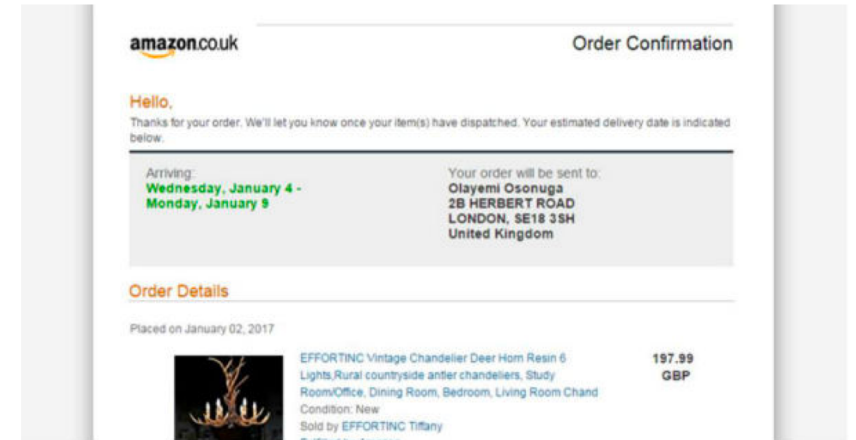 amazon.co.uk
Order Confirmation
Hello,
Thanks for your order. We'll let you know once your item(s) have dispatched. Your estimated delivery date is indicated
below.
Arriving:
Wednesday, January 4 -
Monday, January 9
Your order will be sent to:
Olayemi Osonuga
2B HERBERT ROAD
LONDON, SE18 3SH
United Kingdom
Order Details
Placed on January 02, 2017
EFFORTINC Vintage Chandelier Deer Horn Resin 6
Lights,Rural countryside antler chandeliers, Study
Room/Office, Dining Room, Bedroom, Living Room Chand
Condition: New
Sold by EFFORTINC Tiffany
197.99
GBP